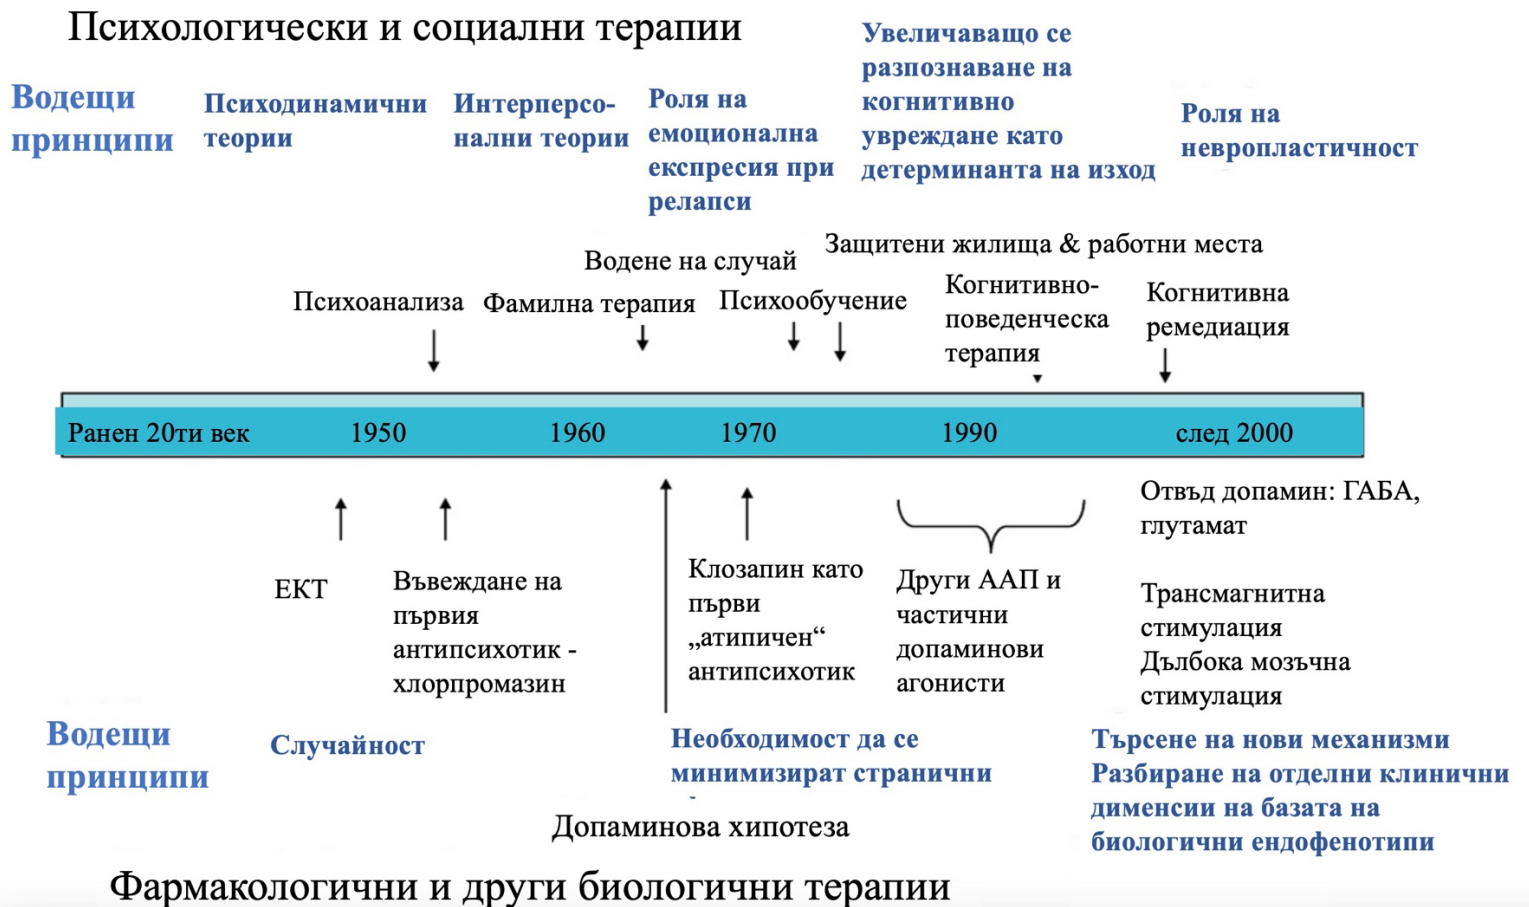 Психологически и социални терапии
Водещи
принципи
Психодинамични
теории
Интерперсо-
нални теории
Роля на
емоционална
експресия при
релапси
Увеличаващо се
разпознаване на
когнитивно
увреждане като
детерминанта на изход
Роля на
невропластичност
Защитени жилища & работни места
Водене на случай
Психоанализа
Фамилна терапия
Психообучение
Когнитивно-
поведенческа
терапия
Когнитивна
ремедиация
Ранен 20ти век
1950
1960
1970
1990
след 2000
ЕКТ
Въвеждане на
първия
антипсихотик -
хлорпромазин
Клозапин като
първи
„атипичен“
антипсихотик
Други ААП и
частични
допаминови
агонисти
Отвъд допамин: ГАБА,
глутамат
Трансмагнитна
стимулация
Дълбока мозъчна
стимулация
Водещи
принципи
Случайност
Необходимост да се
минимизират странични
Търсене на нови механизми
Разбиране на отделни клинични
дименсии на базата на
биологични ендофенотипи
Допаминова хипотеза
Фармакологични и други биологични терапии